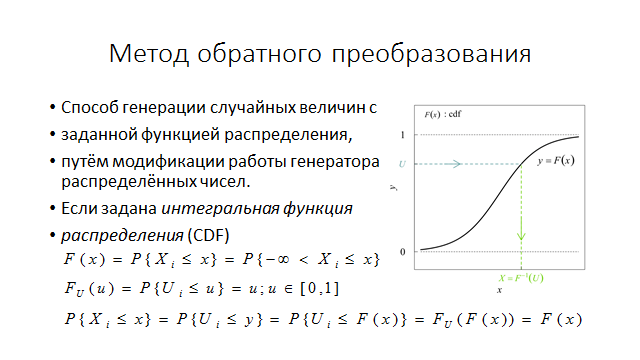 Метод обратного преобразования
• Способ генерации случайных величин с
• заданной функцией распределения,
• путём модификации работы генератора
распределённых чисел.
• Если задана интегральная функция
• распределения (CDF)
F(x) = P{X_i ≤ x} = P{-∞ < X_i ≤ x}
F_U(u) = P{U_i ≤ u} = u; u ∈ [0,1]
P{X_i ≤ x} = P{U_i ≤ y} = P{U_i ≤ F(x)} = F_U(F(x)) = F(x)
F(x) : cdf
1
U
y = F(x)
y
0
X = F⁻¹(U)
x